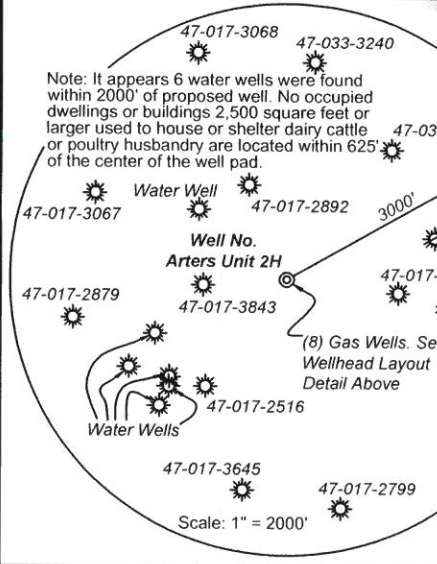 47-017-3068
47-033-3240
Note: It appears 6 water wells were found
within 2000' of proposed well. No occupied
dwellings or buildings 2,500 square feet or
larger used to house or shelter dairy cattle
or poultry husbandry are located within 625'
of the center of the well pad.
47-03
Water Well
47-017-3067
47-017-2892
3000'
Well No.
Arters Unit 2H
47-017-2879
47-017-3843
47-017-
(8) Gas Wells. Se
Wellhead Layout
Detail Above
47-017-2516
Water Wells
47-017-3645
47-017-2799
Scale: 1" = 2000'